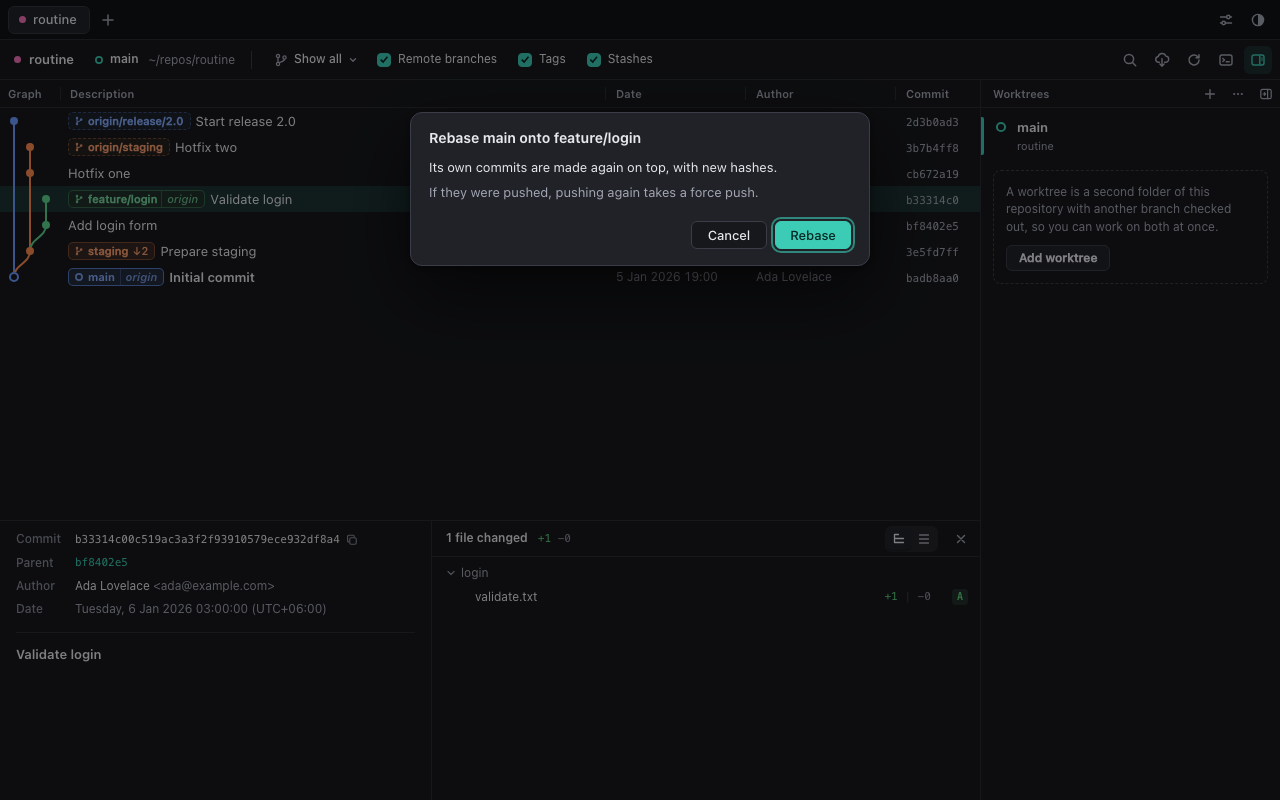 routine
routine main ~/repos/routine Show all Remote branches Tags Stashes
Graph Description Date Author Commit Worktrees
origin/release/2.0 Start release 2.0 2d3b0ad3
origin/staging Hotfix two 3b7b4ff8
Hotfix one cb672a19
feature/login origin Validate login b33314c0
Add login form bf8402e5
staging ↓2 Prepare staging 3e5fd7ff
main origin Initial commit 5 Jan 2026 19:00 Ada Lovelace badb8aa0
Rebase main onto feature/login
Its own commits are made again on top, with new hashes.
If they were pushed, pushing again takes a force push.
Cancel Rebase
main
routine
A worktree is a second folder of this
repository with another branch checked
out, so you can work on both at once.
Add worktree
Commit b33314c00c519ac3a3f2f93910579ece932df8a4
Parent bf8402e5
Author Ada Lovelace <ada@example.com>
Date Tuesday, 6 Jan 2026 03:00:00 (UTC+06:00)
Validate login
1 file changed +1 −0
login
validate.txt +1 −0 A